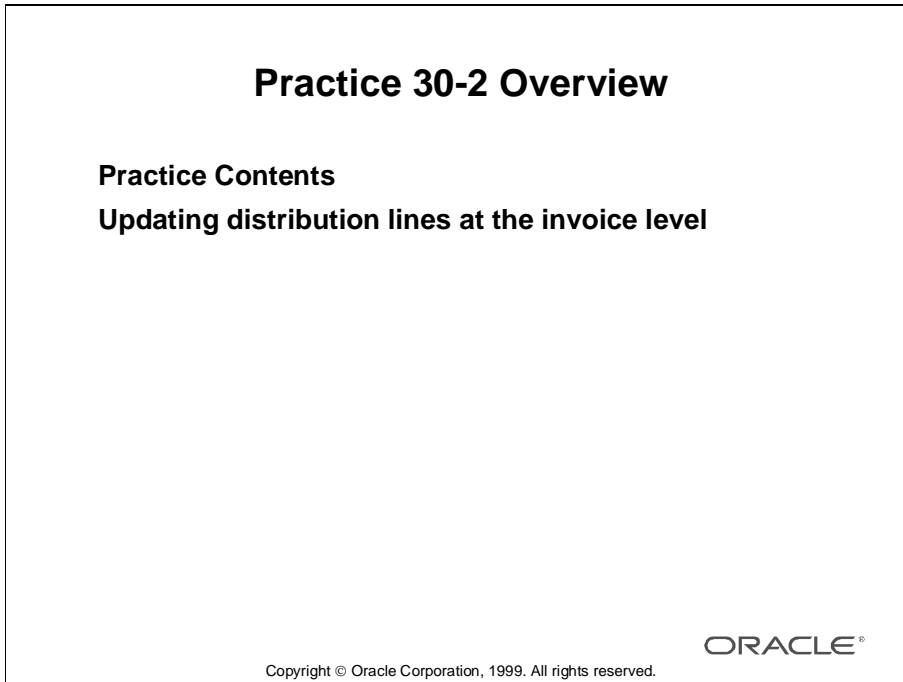 Practice 30-2 Overview
Practice Contents
Updating distribution lines at the invoice level
ORACLE®
Copyright © Oracle Corporation, 1999. All rights reserved.